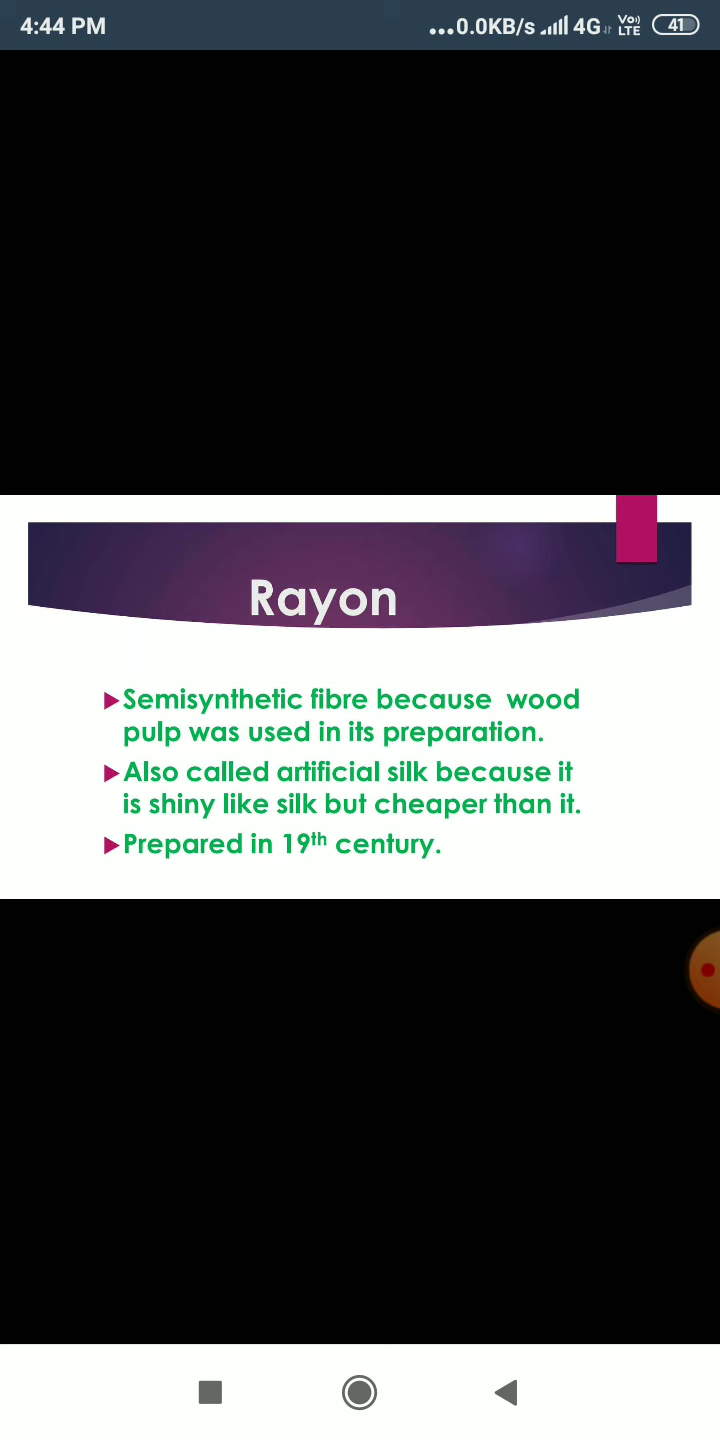 4:44 PM ...0.0KB/s 4G Vo) LTE 41
Rayon
Semisynthetic fibre because wood
pulp was used in its preparation.
Also called artificial silk because it
is shiny like silk but cheaper than it.
Prepared in 19th century.